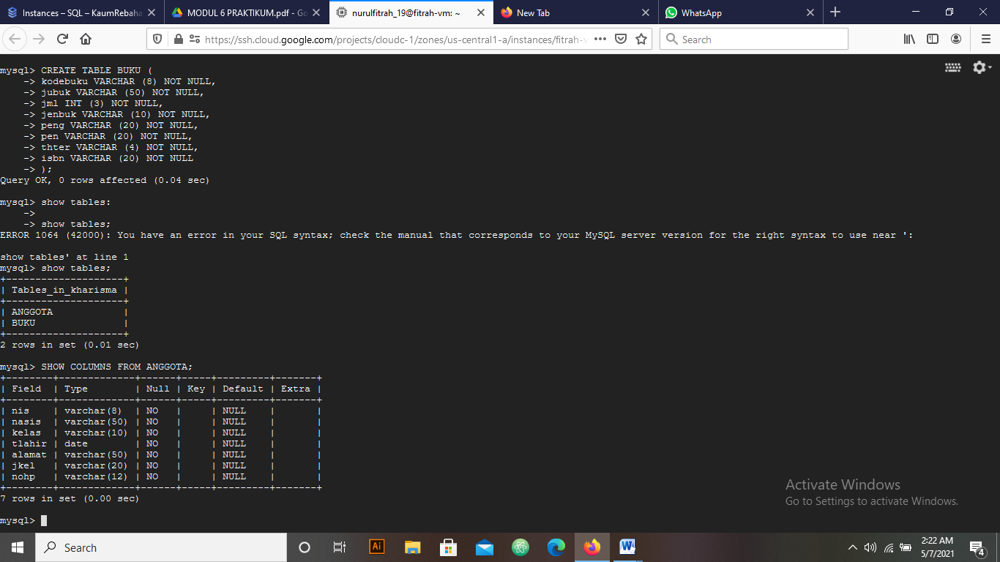 Instances – SQL – KaumRebaha
MODUL 6 PRAKTIKUM.pdf - Go
nurulfitrah_19@fitrah-vm: ~
New Tab
WhatsApp
https://ssh.cloud.google.com/projects/cloudc-1/zones/us-central1-a/instances/fitrah-v
Search
mysql> CREATE TABLE BUKU (
    -> kodebuku VARCHAR (8) NOT NULL,
    -> jubuk VARCHAR (50) NOT NULL,
    -> jml INT (3) NOT NULL,
    -> jenbuk VARCHAR (10) NOT NULL,
    -> peng VARCHAR (20) NOT NULL,
    -> pen VARCHAR (20) NOT NULL,
    -> thter VARCHAR (4) NOT NULL,
    -> isbn VARCHAR (20) NOT NULL
    -> );
Query OK, 0 rows affected (0.04 sec)
mysql> show tables:
    ->
    -> show tables;
ERROR 1064 (42000): You have an error in your SQL syntax; check the manual that corresponds to your MySQL server version for the right syntax to use near ':
show tables' at line 1
mysql> show tables;
+--------------------+
| Tables_in_kharisma |
+--------------------+
| ANGGOTA            |
| BUKU               |
+--------------------+
2 rows in set (0.01 sec)
mysql> SHOW COLUMNS FROM ANGGOTA;
+--------+-------------+------+-----+---------+-------+
| Field  | Type        | Null | Key | Default | Extra |
+--------+-------------+------+-----+---------+-------+
| nis    | varchar(8)  | NO   |     | NULL    |       |
| nasis  | varchar(50) | NO   |     | NULL    |       |
| kelas  | varchar(10) | NO   |     | NULL    |       |
| tlahir | date        | NO   |     | NULL    |       |
| alamat | varchar(50) | NO   |     | NULL    |       |
| jkel   | varchar(20) | NO   |     | NULL    |       |
| nohp   | varchar(12) | NO   |     | NULL    |       |
+--------+-------------+------+-----+---------+-------+
7 rows in set (0.00 sec)
mysql>
Activate Windows
Go to Settings to activate Windows.
Search
Ai
W
2:22 AM
5/7/2021
4